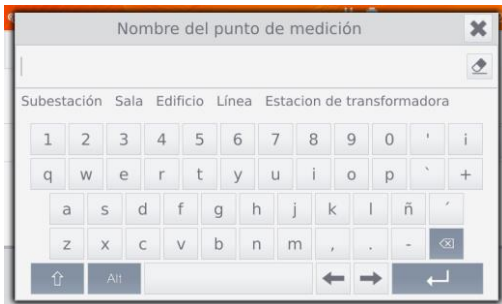 Nombre del punto de medición
Subestación Sala Edificio Línea Estacion de transformadora
1 2 3 4 5 6 7 8 9 0 ' i
q w e r t y u i o p ` +
a s d f g h j k l ñ ´
z x c v b n m , . -
Alt